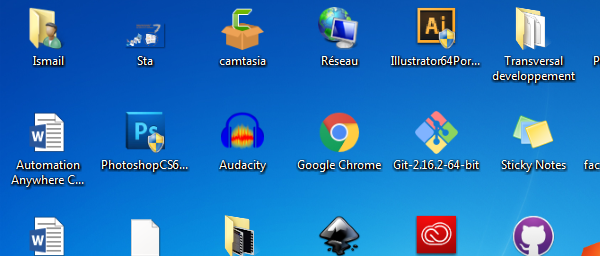 Ismail
Sta
camtasia
Réseau
Illustrator64Por...
Transversal
developpement
Automation
Anywhere C...
PhotoshopCS6...
Audacity
Google Chrome
Git-2.16.2-64-bit
Sticky Notes
fac